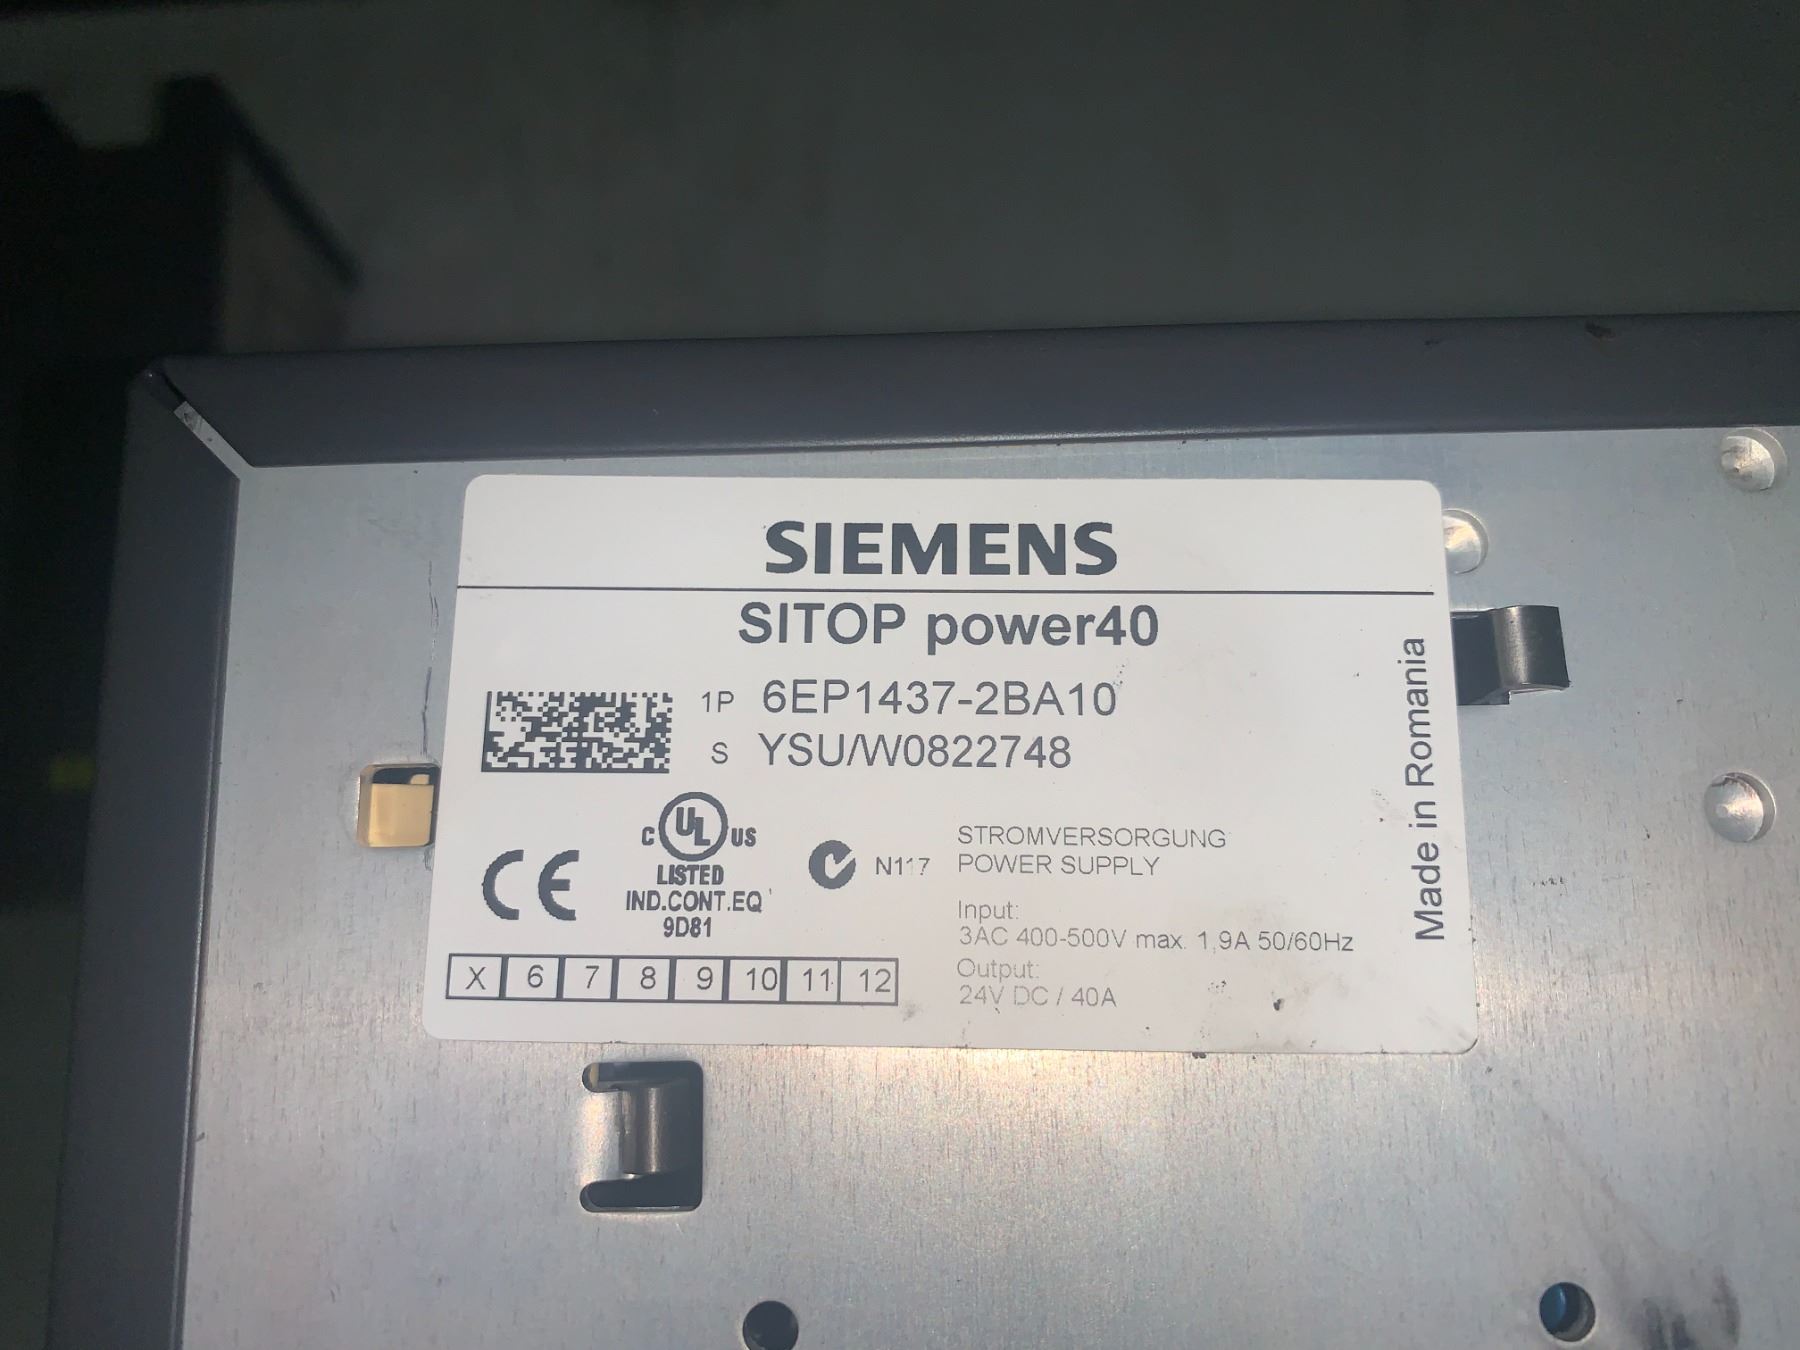 SIEMENS
SITOP power40
1P 6EP1437-2BA10
S YSU/W0822748
C UL US
LISTED
IND.CONT.EQ
9D81
CE
N117
STROMVERSORGUNG
POWER SUPPLY
Input:
3AC 400-500V max. 1,9A 50/60Hz
Output:
24V DC / 40A
X 6 7 8 9 10 11 12
Made in Romania